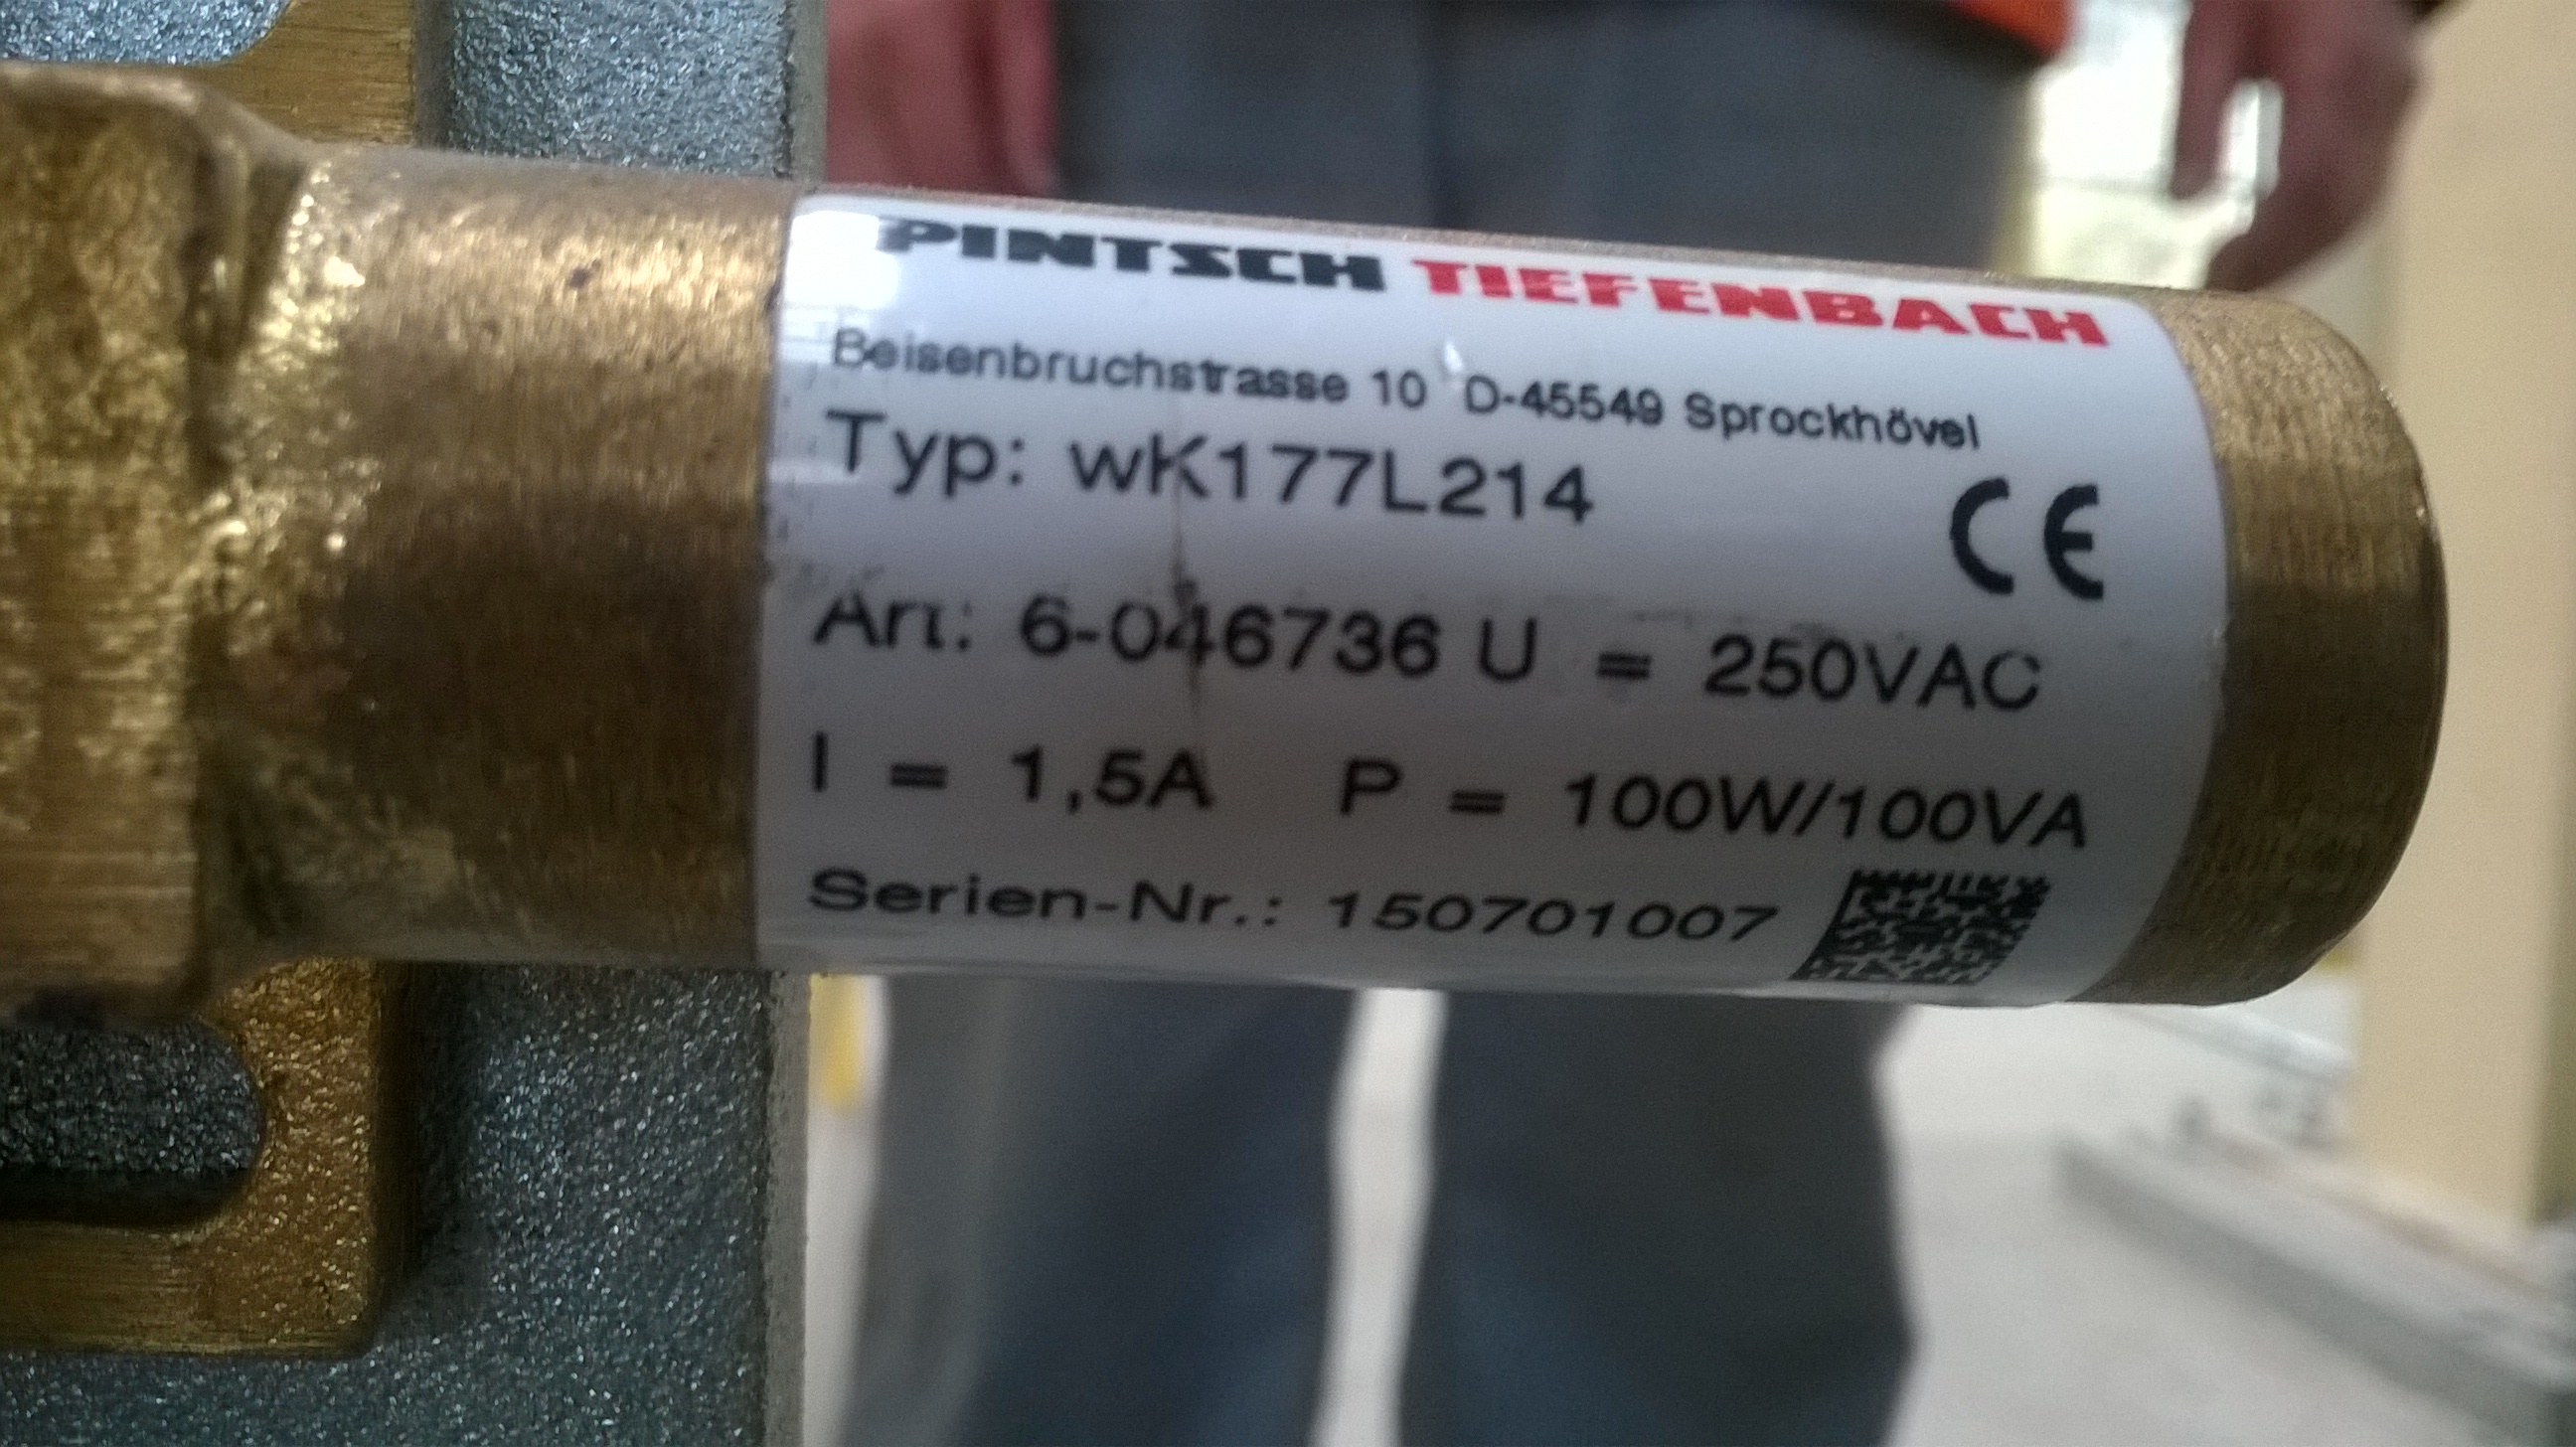 PINTSCH TIEFENBACH
Beisenbruchstrasse 10 D-45549 Sprockhövel
Typ: wK177L214
CE
Art: 6-046736 U = 250VAC
I = 1,5A P = 100W/100VA
Serien-Nr.: 150701007